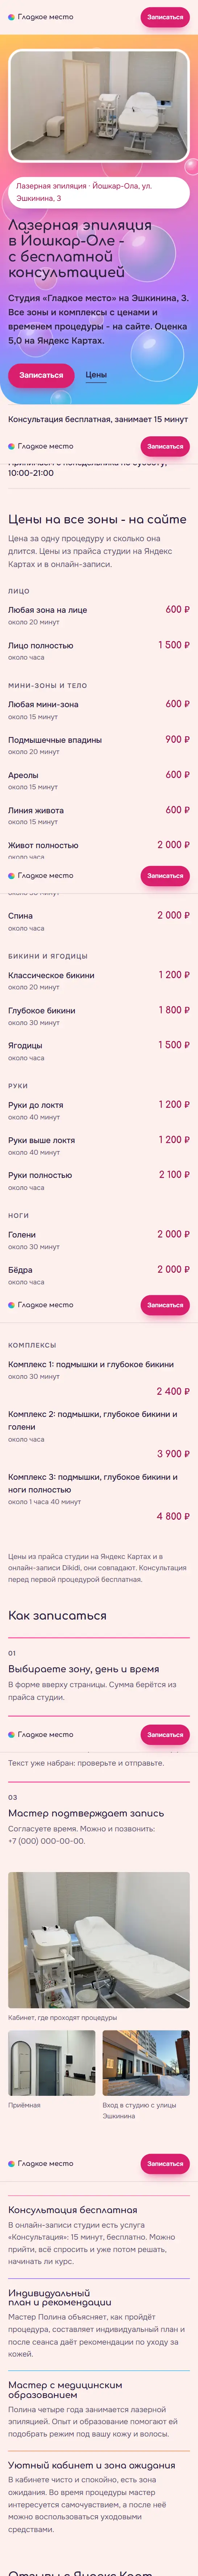 Гладкое место
Записаться
Лазерная эпиляция · Йошкар-Ола, ул.
Эшкинина, 3
Лазерная эпиляция
в Йошкар-Оле -
с бесплатной
консультацией
Студия «Гладкое место» на Эшкинина, 3.
Все зоны и комплексы с ценами и
временем процедуры - на сайте. Оценка
5,0 на Яндекс Картах.
Записаться
Цены
Консультация бесплатная, занимает 15 минут
Гладкое место
Записаться
10:00-21:00
Цены на все зоны - на сайте
Цена за одну процедуру и сколько она
длится. Цены из прайса студии на Яндекс
Картах и в онлайн-записи.
ЛИЦО
Любая зона на лице
600 ₽
около 20 минут
Лицо полностью
1 500 ₽
около часа
МИНИ-ЗОНЫ И ТЕЛО
Любая мини-зона
600 ₽
около 15 минут
Подмышечные впадины
900 ₽
около 20 минут
Ареолы
600 ₽
около 15 минут
Линия живота
600 ₽
около 15 минут
Живот полностью
2 000 ₽
около часа
Гладкое место
Записаться
Спина
2 000 ₽
около часа
БИКИНИ И ЯГОДИЦЫ
Классическое бикини
1 200 ₽
около 20 минут
Глубокое бикини
1 800 ₽
около 30 минут
Ягодицы
1 500 ₽
около часа
РУКИ
Руки до локтя
1 200 ₽
около 40 минут
Руки выше локтя
1 200 ₽
около 40 минут
Руки полностью
2 100 ₽
около часа
НОГИ
Голени
2 000 ₽
около 30 минут
Бёдра
2 000 ₽
около часа
Гладкое место
Записаться
КОМПЛЕКСЫ
Комплекс 1: подмышки и глубокое бикини
около 30 минут
2 400 ₽
Комплекс 2: подмышки, глубокое бикини и
голени
около часа
3 900 ₽
Комплекс 3: подмышки, глубокое бикини и
ноги полностью
около 1 часа 40 минут
4 800 ₽
Цены из прайса студии на Яндекс Картах и в
онлайн-записи Dikidi, они совпадают. Консультация
перед первой процедурой бесплатная.
Как записаться
01
Выбираете зону, день и время
В форме вверху страницы. Сумма берётся из
прайса студии.
Гладкое место
Записаться
Текст уже набран: проверьте и отправьте.
03
Мастер подтверждает запись
Согласуете время. Можно и позвонить:
+7 (000) 000-00-00.
Кабинет, где проходят процедуры
Приёмная
Вход в студию с улицы
Эшкинина
Гладкое место
Записаться
Консультация бесплатная
В онлайн-записи студии есть услуга
«Консультация»: 15 минут, бесплатно. Можно
прийти, всё спросить и уже потом решать,
начинать ли курс.
Индивидуальный
план и рекомендации
Мастер Полина объясняет, как пройдёт
процедура, составляет индивидуальный план и
после сеанса даёт рекомендации по уходу за
кожей.
Мастер с медицинским
образованием
Полина четыре года занимается лазерной
эпиляцией. Опыт и образование помогают ей
подобрать режим под вашу кожу и волосы.
Уютный кабинет и зона ожидания
В кабинете чисто и спокойно, есть зона
ожидания. Во время процедуры мастер
интересуется самочувствием, а после неё
можно воспользоваться уходовыми
средствами.